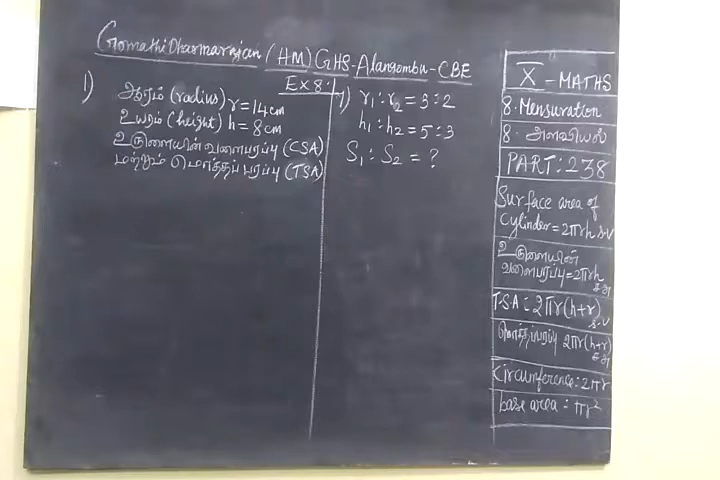 Gomathi Dharmarajan (HM) GHS-Alangombu-CBE
Ex 8.1
1) ஆரம் (radius) r=14cm
உயரம் (height) h = 8cm
உருளையின் வளைபரப்பு (CSA)
மற்றும் மொத்தப் பரப்பு (TSA)
1) r₁:r₂ = 3:2
h₁:h₂ = 5:3
S₁:S₂ = ?
X - MATHS
8. Mensuration
8. அளவியல்
PART: 238
Surface area of
Cylinder = 2πrh s.u
உருளையின்
வளைபரப்பு = 2πrh
ச.அ
T.S.A = 2πr(h+r)
s.u
மொத்தப்பரப்பு 2πr(h+r)
ச.அ
Circumference: 2πr
base area = πr²